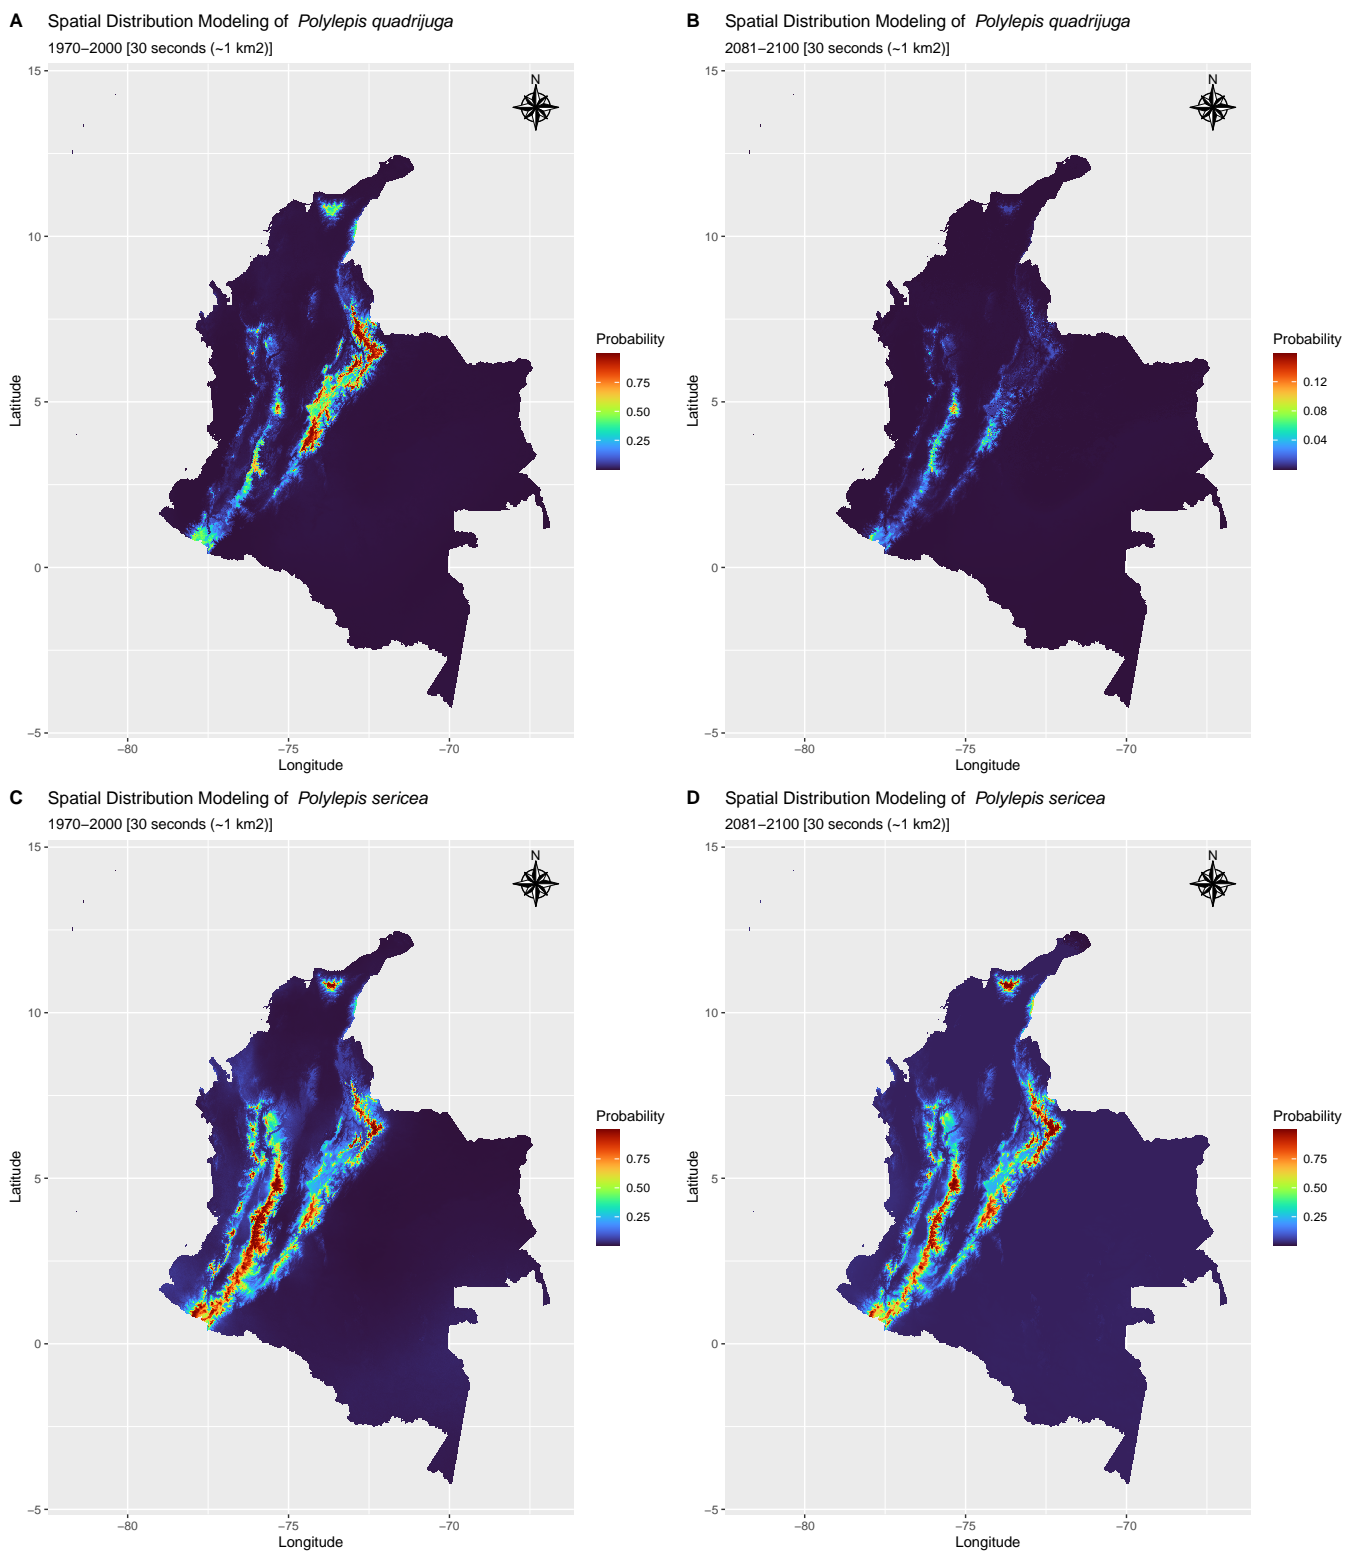 A Spatial Distribution Modeling of Polylepis quadrijuga
1970−2000 [30 seconds (~1 km2)]
N
15
10
5
0
−5
Latitude
−80 −75 −70
Longitude
Probability
0.75
0.50
0.25
B Spatial Distribution Modeling of Polylepis quadrijuga
2081−2100 [30 seconds (~1 km2)]
N
15
10
5
0
−5
Latitude
−80 −75 −70
Longitude
Probability
0.12
0.08
0.04
C Spatial Distribution Modeling of Polylepis sericea
1970−2000 [30 seconds (~1 km2)]
N
15
10
5
0
−5
Latitude
−80 −75 −70
Longitude
Probability
0.75
0.50
0.25
D Spatial Distribution Modeling of Polylepis sericea
2081−2100 [30 seconds (~1 km2)]
N
15
10
5
0
−5
Latitude
−80 −75 −70
Longitude
Probability
0.75
0.50
0.25